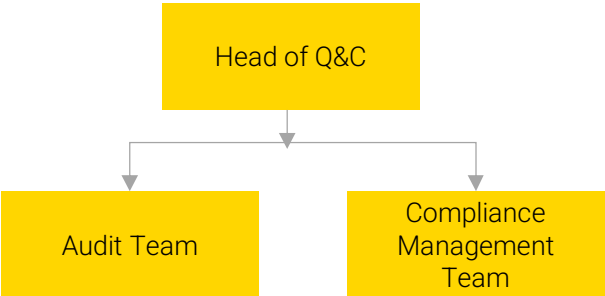 Head of Q&C
Audit Team
Compliance
Management
Team